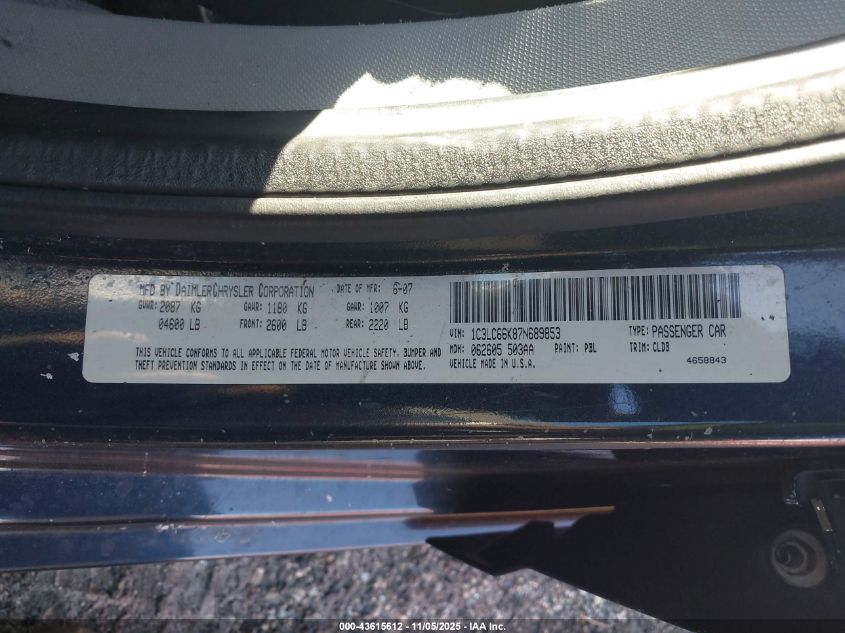 MFD BY DAIMLERCHRYSLER CORPORATION DATE OF MFR: 6-07
GVWR: 2087 KG GAWR: 1180 KG GAWR: 1007 KG
04600 LB FRONT: 2600 LB REAR: 2220 LB
THIS VEHICLE CONFORMS TO ALL APPLICABLE FEDERAL MOTOR VEHICLE SAFETY, BUMPER AND
THEFT PREVENTION STANDARDS IN EFFECT ON THE DATE OF MANUFACTURE SHOWN ABOVE.
VIN: 1C3LC66K87N689853 TYPE: PASSENGER CAR
MDH: 062605 503AA PAINT: PBL TRIM: CLDB
VEHICLE MADE IN U.S.A. 4658843
000-43615612 - 11/05/2025 - IAA Inc.